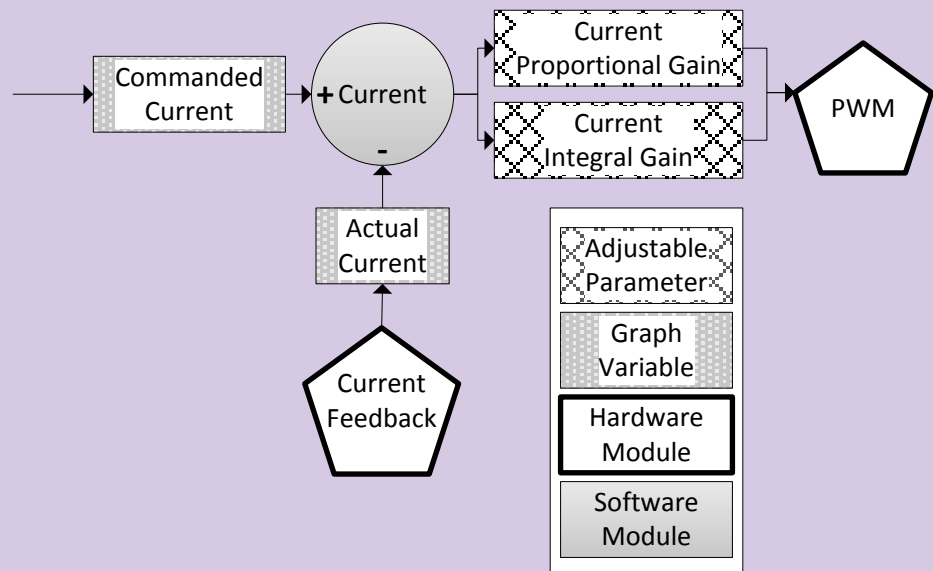 Commanded
Current
+ Current
-
Current
Proportional Gain
Current
Integral Gain
PWM
Actual
Current
Current
Feedback
Adjustable
Parameter
Graph
Variable
Hardware
Module
Software
Module